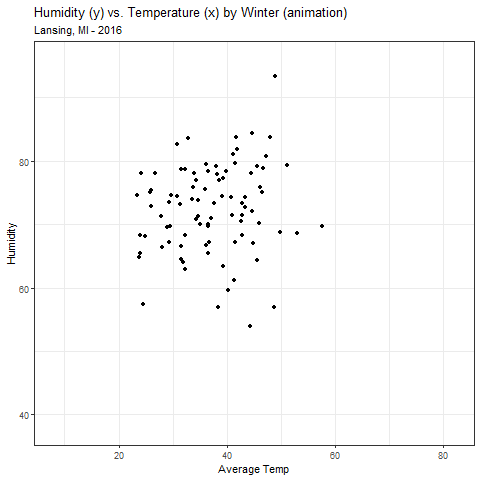 Humidity (y) vs. Temperature (x) by Winter (animation)
Lansing, MI - 2016
80
60
40
Humidity
20
40
60
80
Average Temp